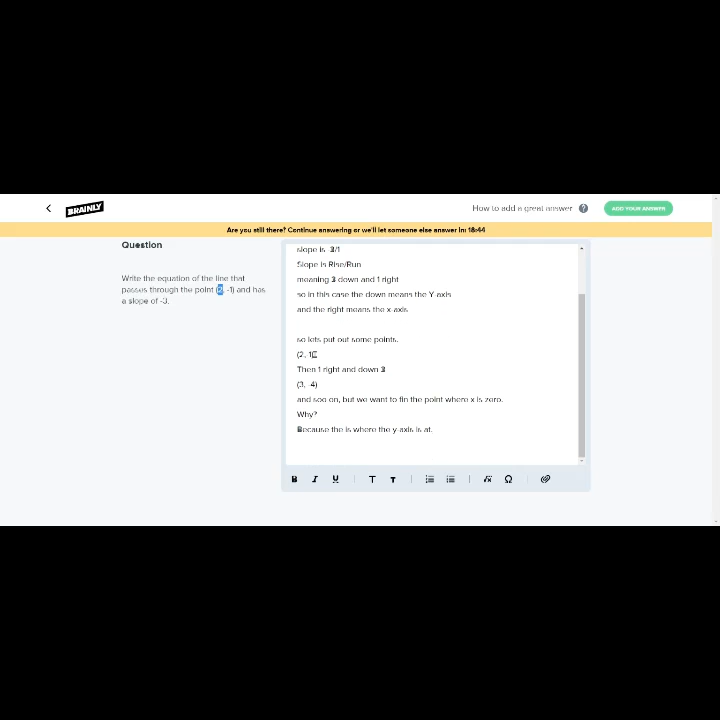 BRAINLY
How to add a great answer ?
ADD YOUR ANSWER
Are you still there? Continue answering or we'll let someone else answer in: 18:44
Question
Write the equation of the line that
passes through the point (2, -1) and has
a slope of -3.
slope is 3/1
Slope is Rise/Run
meaning 3 down and 1 right
so in this case the down means the Y-axis
and the right means the x-axis
so lets put out some points.
(2, 1
Then 1 right and down 3
(3, -4)
and soo on, but we want to fin the point where x is zero.
Why?
Because the is where the y-axis is at.
B I U T T √x Ω